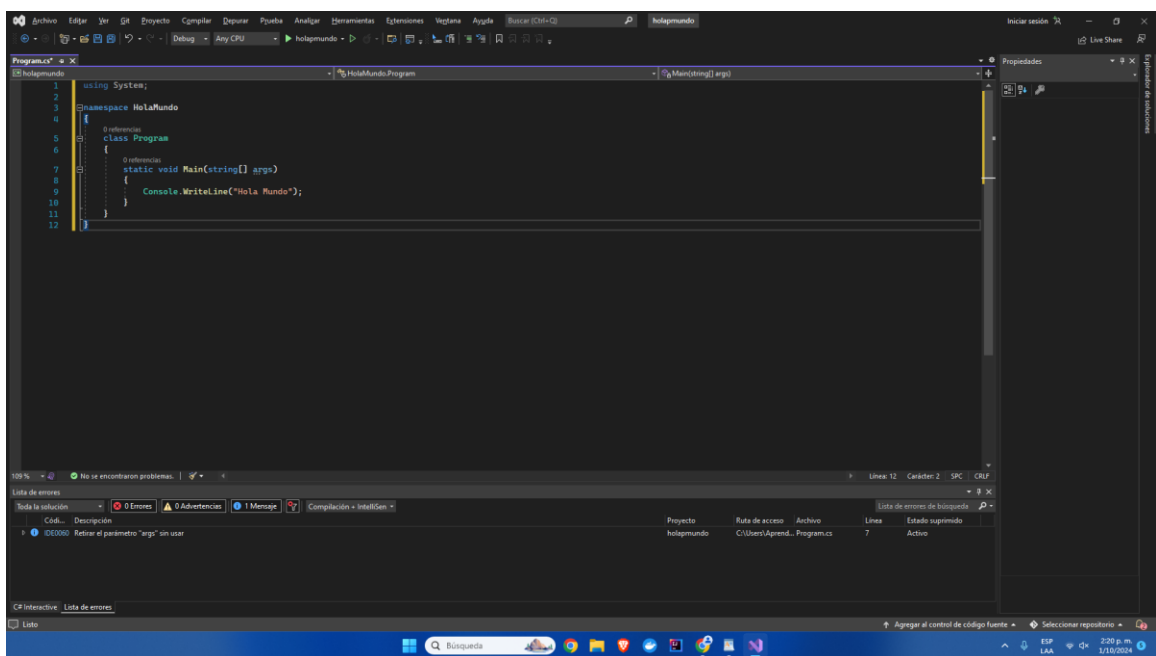 Archivo Editar Ver Git Proyecto Compilar Depurar Prueba Analizar Herramientas Extensiones Ventana Ayuda Buscar (Ctrl+Q) holapmundo Iniciar sesión
Debug Any CPU holapmundo Live Share
Program.cs* Propiedades
holapmundo HolaMundo.Program Main(string[] args)
Explorador de soluciones
1 using System;
2
3 namespace HolaMundo
4 {
0 referencias
5 class Program
6 {
0 referencias
7 static void Main(string[] args)
8 {
9 Console.WriteLine("Hola Mundo");
10 }
11 }
12 }
109 % No se encontraron problemas. Línea: 12 Carácter: 2 SPC CRLF
Lista de errores
Toda la solución 0 Errores 0 Advertencias 1 Mensaje Compilación + IntelliSen Lista de errores de búsqueda
Códi... Descripción Proyecto Ruta de acceso Archivo Línea Estado suprimido
IDE0060 Retirar el parámetro "args" sin usar holapmundo C:\Users\Aprend... Program.cs 7 Activo
C# Interactive Lista de errores
Listo Agregar al control de código fuente Seleccionar repositorio
Búsqueda ESP LAA 2:20 p. m. 1/10/2024